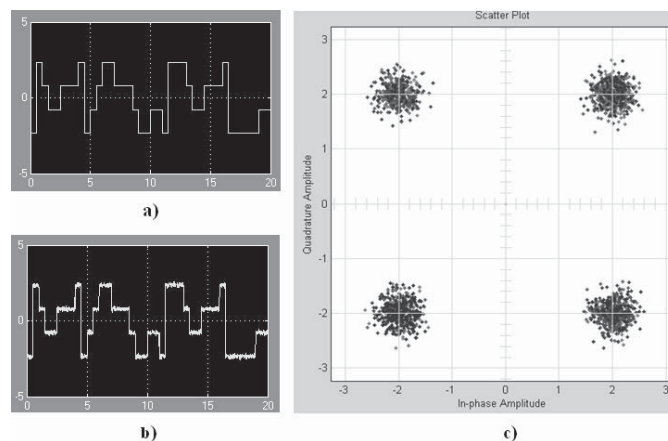 5
0
-5
0 5 10 15 20
a)
5
0
-5
0 5 10 15 20
b)
Scatter Plot
Quadrature Amplitude
3
2
1
0
-1
-2
-3
-3 -2 -1 0 1 2 3
In-phase Amplitude
c)